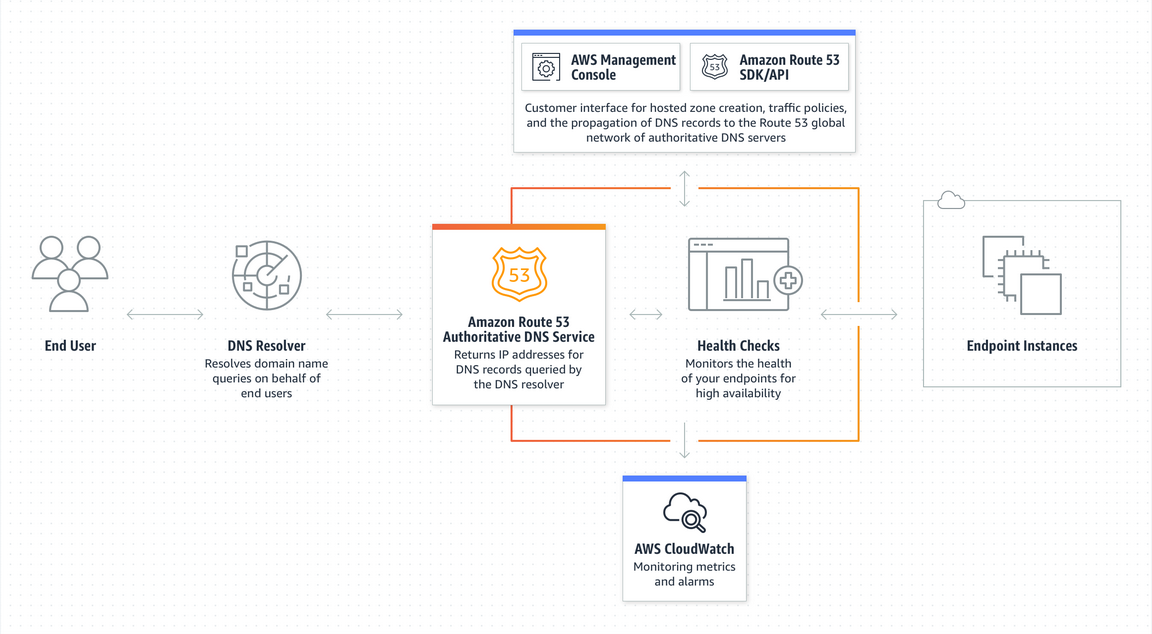 AWS Management
Console
53
Amazon Route 53
SDK/API
Customer interface for hosted zone creation, traffic policies,
and the propagation of DNS records to the Route 53 global
network of authoritative DNS servers
End User
DNS Resolver
Resolves domain name
queries on behalf of
end users
53
Amazon Route 53
Authoritative DNS Service
Returns IP addresses for
DNS records queried by
the DNS resolver
Health Checks
Monitors the health
of your endpoints for
high availability
Endpoint Instances
AWS CloudWatch
Monitoring metrics
and alarms